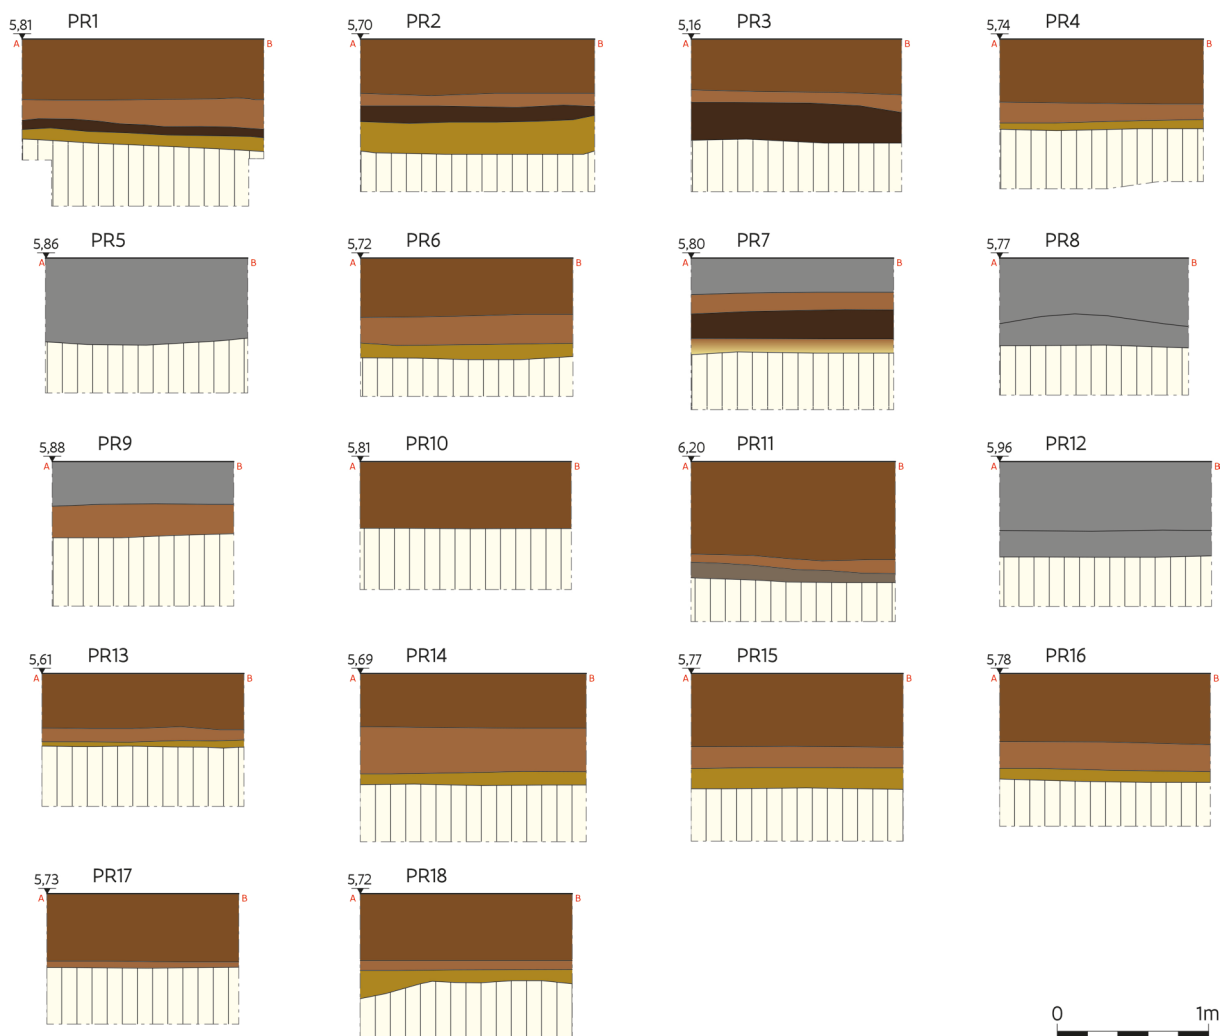 PR1 PR2 PR3 PR4
5,81 5,70 5,16 5,74
A B A B A B A B
PR5 PR6 PR7 PR8
5,86 5,72 5,80 5,77
A B A B A B A B
PR9 PR10 PR11 PR12
5,88 5,81 6,20 5,96
A B A B A B A B
PR13 PR14 PR15 PR16
5,61 5,69 5,77 5,78
A B A B A B A B
PR17 PR18
5,73 5,72
A B A B
0 1m